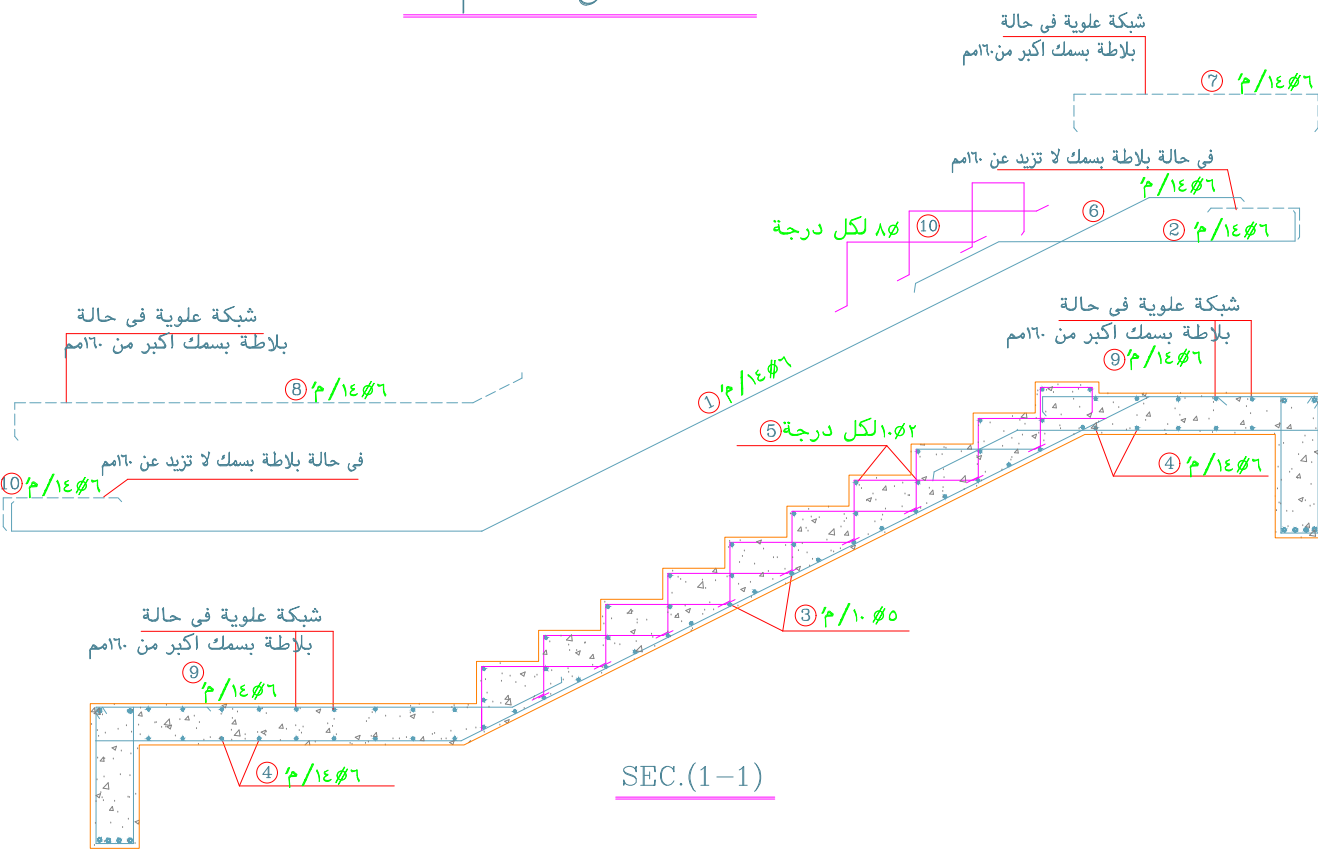 شبكة علوية فى حالة
بلاطة بسمك اكبر من ١٦٠مم
⑦ ٦ø١٤/م'
فى حالة بلاطة بسمك لا تزيد عن ١٦٠مم
٦ø١٤/م'
⑥
② ٦ø١٤/م'
⑩ ø٨ لكل درجة
شبكة علوية فى حالة
بلاطة بسمك اكبر من ١٦٠مم
⑧ ٦ø١٤/م'
شبكة علوية فى حالة
بلاطة بسمك اكبر من ١٦٠مم
⑨ ٦ø١٤/م'
① ٦ø١٤/م'
⑤ ٢ø١٠لكل درجة
فى حالة بلاطة بسمك لا تزيد عن ١٦٠مم
⑩ ٦ø١٤/م'
④ ٦ø١٤/م'
③ ٥ø١٠/م'
شبكة علوية فى حالة
بلاطة بسمك اكبر من ١٦٠مم
⑨
٦ø١٤/م'
④ ٦ø١٤/م'
SEC.(1-1)